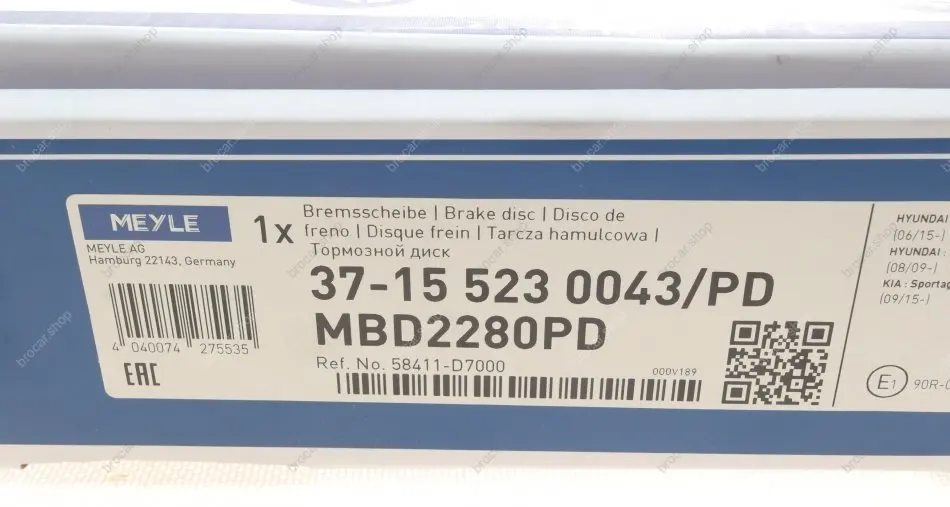 MEYLE
MEYLE AG
Hamburg 22143, Germany
4 040074 275535
EAC
1x
Bremsscheibe | Brake disc | Disco de
freno | Disque frein | Tarcza hamulcowa |
Тормозной диск
37-15 523 0043/PD
MBD2280PD
Ref. No. 58411-D7000
000V189
HYUNDAI
(06/15-)
HYUNDAI :
(08/09-)
KIA : Sportag
(09/15-)
E1 90R-0
brocar.shop